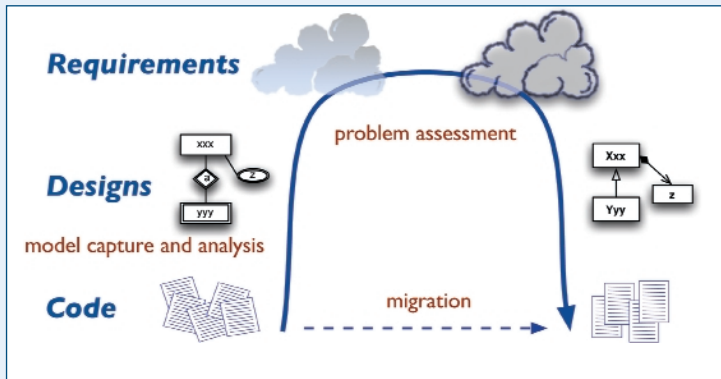 Requirements
problem assessment
xxx
a
z
yyy
Designs
Xxx
z
Yyy
model capture and analysis
Code
migration